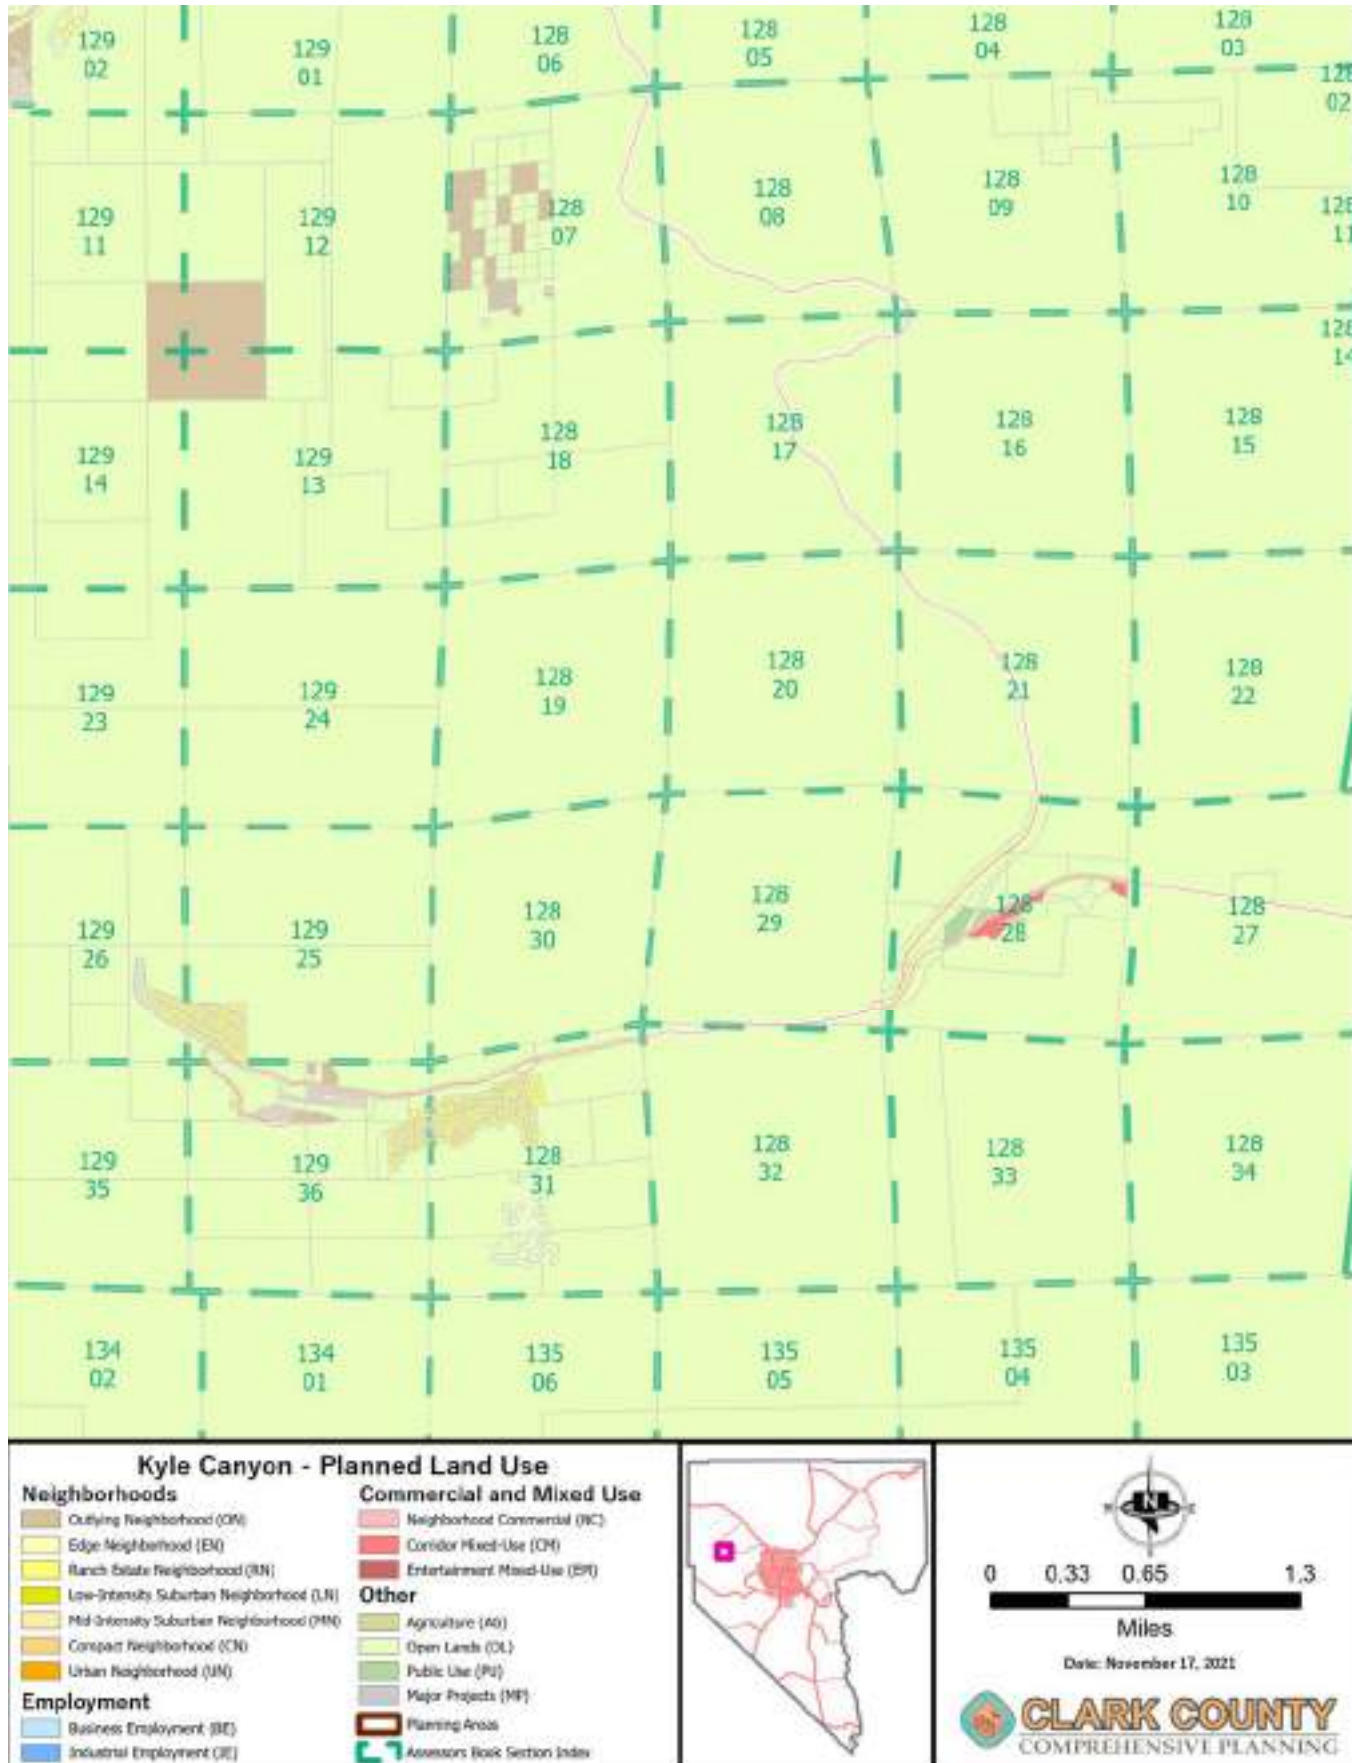 129 02
129 01
128 06
128 05
128 04
128 03
128 02
129 11
129 12
128 07
128 08
128 09
128 10
128 11
128 14
129 14
129 13
128 18
128 17
128 16
128 15
129 23
129 24
128 19
128 20
128 21
128 22
129 26
129 25
128 30
128 29
128 28
128 27
129 35
129 36
128 31
128 32
128 33
128 34
134 02
134 01
135 06
135 05
135 04
135 03
Kyle Canyon - Planned Land Use
Neighborhoods
Outlying Neighborhood (ON)
Edge Neighborhood (EN)
Ranch Estate Neighborhood (RN)
Low-Intensity Suburban Neighborhood (LN)
Mid-Intensity Suburban Neighborhood (MN)
Compact Neighborhood (CN)
Urban Neighborhood (UN)
Employment
Business Employment (BE)
Industrial Employment (IE)
Commercial and Mixed Use
Neighborhood Commercial (NC)
Corridor Mixed-Use (CM)
Entertainment Mixed-Use (EM)
Other
Agriculture (AG)
Open Lands (OL)
Public Use (PU)
Major Projects (MP)
Planning Areas
Assessors Book Section Index
N
0 0.33 0.65 1.3
Miles
Date: November 17, 2021
CLARK COUNTY
COMPREHENSIVE PLANNING